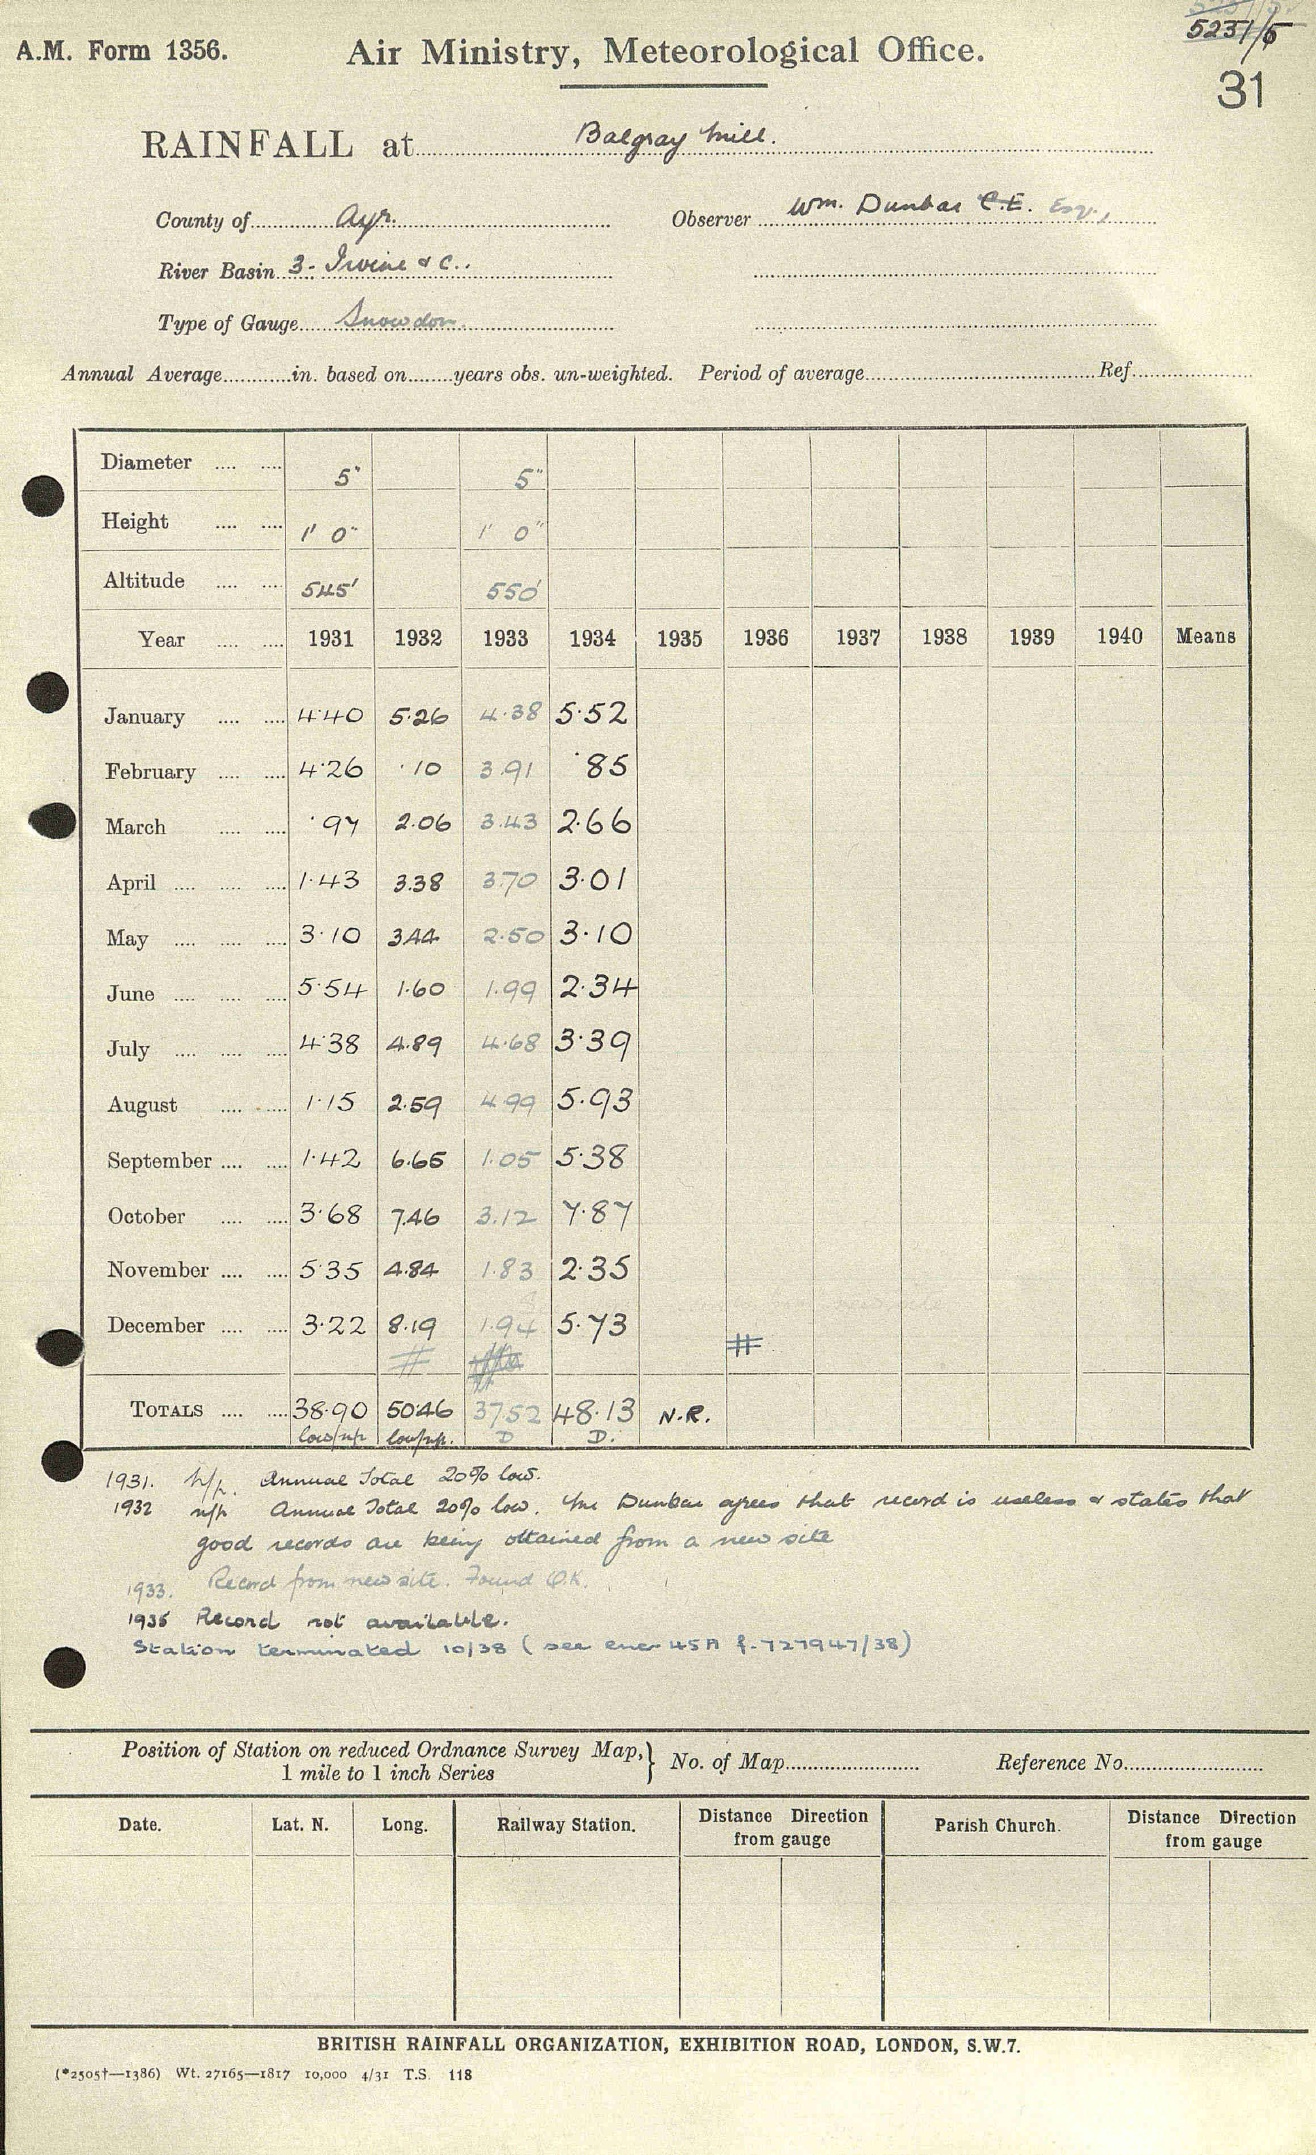 5231/5
A.M. Form 1356. Air Ministry, Meteorological Office.
31
RAINFALL at Balgray Mill.
County of Ayr. Observer Wm. Dunbar C.E. Esq.,
River Basin 3. Irvine & C..
Type of Gauge Snowdon.
Annual Average in. based on years obs. un-weighted. Period of average Ref.
Diameter 5" 5"
Height 1' 0" 1' 0"
Altitude 545' 550'
Year 1931 1932 1933 1934 1935 1936 1937 1938 1939 1940 Means
January 4.40 5.26 4.38 5.52
February 4.26 .10 3.91 .85
March .97 2.06 3.43 2.66
April 1.43 3.38 3.70 3.01
May 3.10 3.44 2.50 3.10
June 5.54 1.60 1.99 2.34
July 4.38 4.89 4.68 3.39
August 1.15 2.59 4.99 5.93
September 1.42 6.65 1.05 5.38
October 3.68 7.46 3.12 7.87
November 5.35 4.84 1.83 2.35
December 3.22 8.19 1.94 5.73
TOTALS 38.90 50.46 37.52 48.13 N.R.
low/n/p low/n/p. D D.
1931. n/p. Annual Total 20% low.
1932 n/p Annual Total 20% low. Mr Dunbar agrees that record is useless & states that
good records are being obtained from a new site
1933. Record from new site. Found O.K.
1935 Record not available.
Station terminated 10/38 (see enc 45A f.727947/38)
Position of Station on reduced Ordnance Survey Map,
1 mile to 1 inch Series } No. of Map Reference No.
Date. Lat. N. Long. Railway Station. Distance Direction from gauge Parish Church. Distance Direction from gauge
BRITISH RAINFALL ORGANIZATION, EXHIBITION ROAD, LONDON, S.W.7.
(*2505†—1386) Wt. 27165—1817 10,000 4/31 T.S. 118